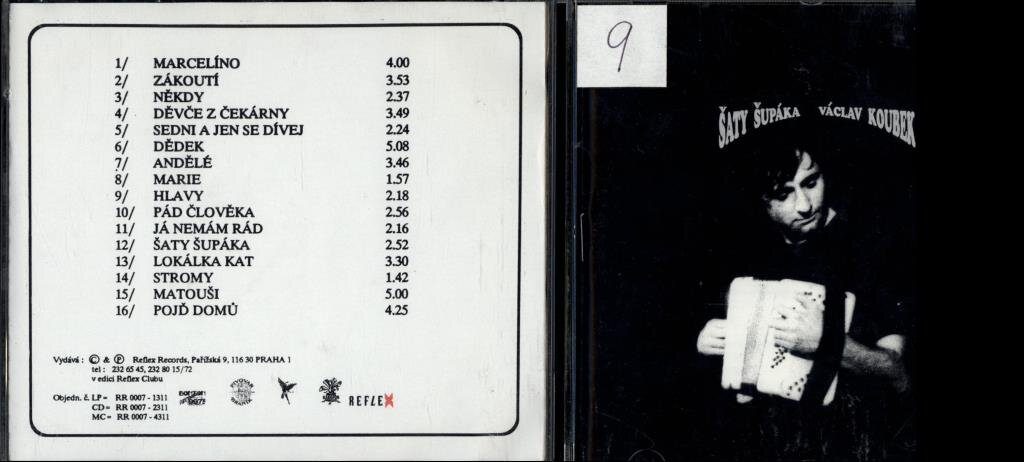 1/ MARCELÍNO 4.00
2/ ZÁKOUTÍ 3.53
3/ NĚKDY 2.37
4/ DĚVČE Z ČEKÁRNY 3.49
5/ SEDNI A JEN SE DÍVEJ 2.24
6/ DĚDEK 5.08
7/ ANDĚLÉ 3.46
8/ MARIE 1.57
9/ HLAVY 2.18
10/ PÁD ČLOVĚKA 2.56
11/ JÁ NEMÁM RÁD 2.16
12/ ŠATY ŠUPÁKA 2.52
13/ LOKÁLKA KAT 3.30
14/ STROMY 1.42
15/ MATOUŠI 5.00
16/ POJĎ DOMŮ 4.25
Vydává : © & ℗ Reflex Records, Pařížská 9, 116 30 PRAHA 1
tel : 232 65 45, 232 80 15/72
v edici Reflex Clubu
Objedn. č. LP = RR 0007 - 1311
CD = RR 0007 - 2311
MC = RR 0007 - 4311
REFLEX
9
ŠATY ŠUPÁKA VÁCLAV KOUBEK